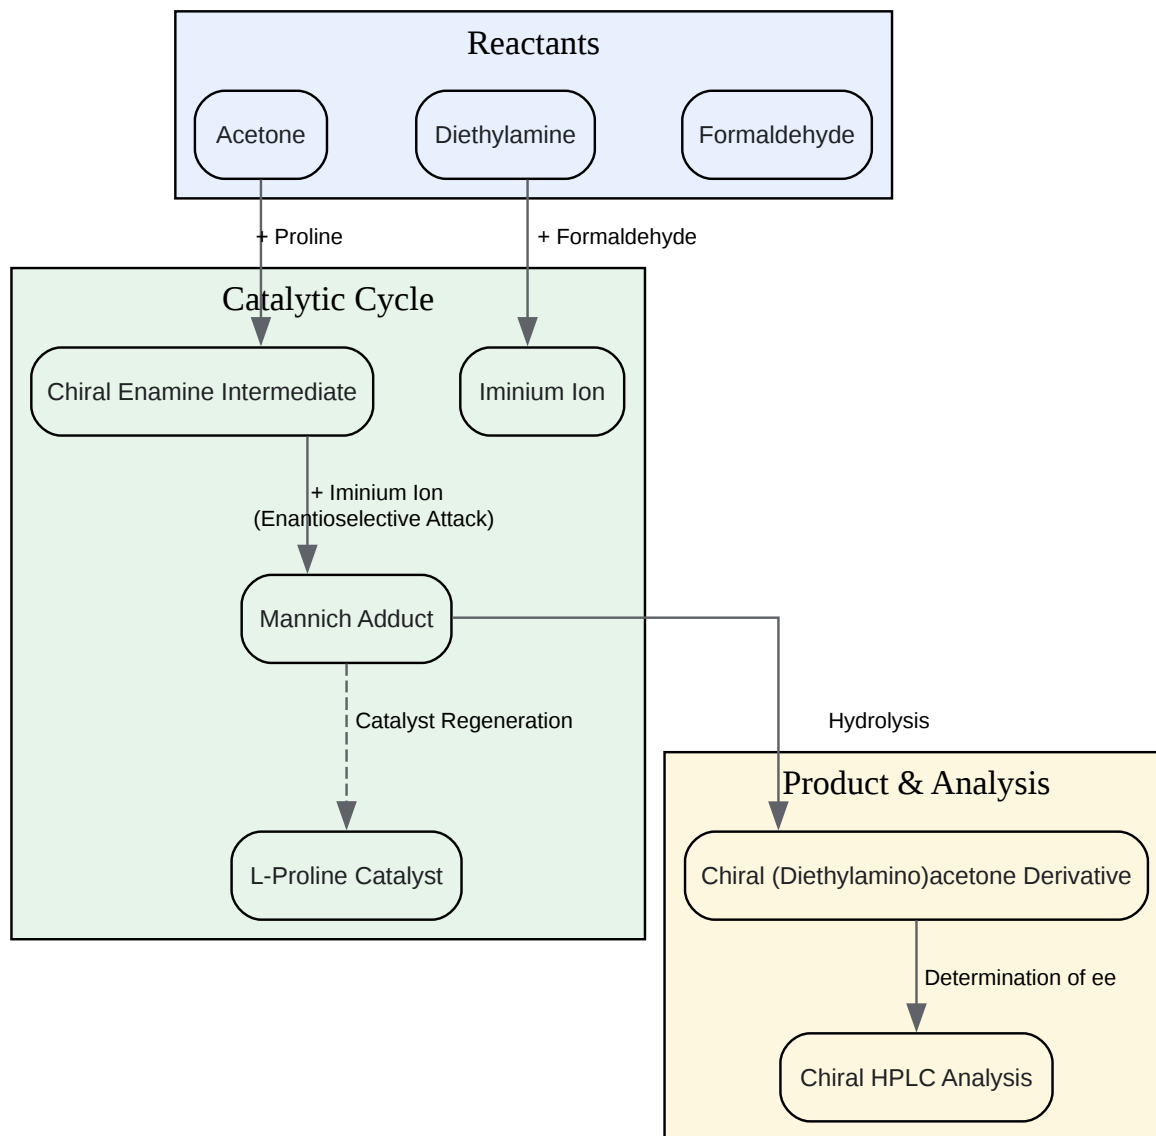 Reactants
Acetone
Diethylamine
Formaldehyde
+ Proline
+ Formaldehyde
Catalytic Cycle
Chiral Enamine Intermediate
Iminium Ion
+ Iminium Ion
(Enantioselective Attack)
Mannich Adduct
Catalyst Regeneration
Hydrolysis
Product & Analysis
L-Proline Catalyst
Chiral (Diethylamino)acetone Derivative
Determination of ee
Chiral HPLC Analysis